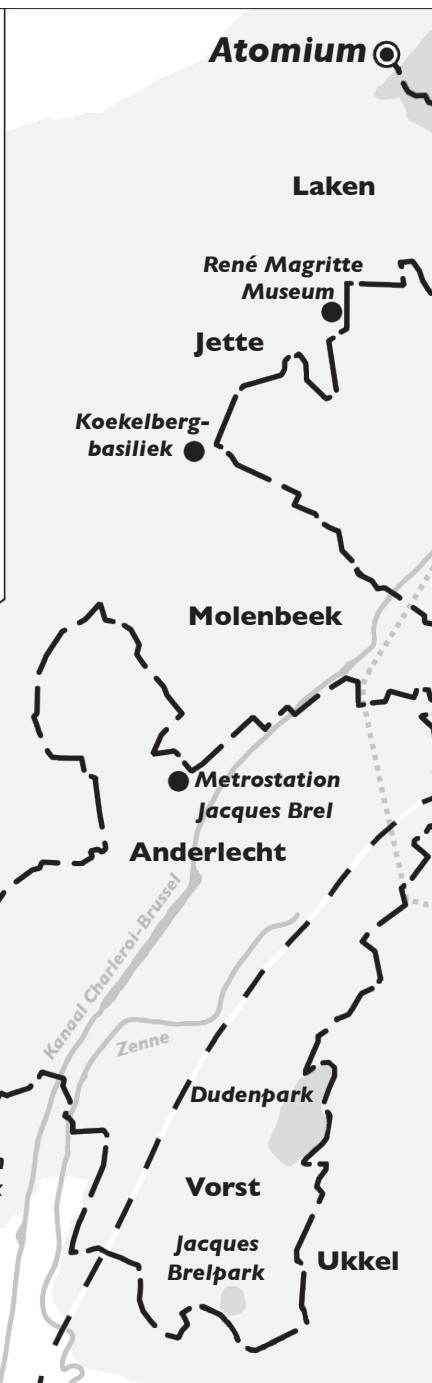 Atomium
Laken
René Magritte
Museum
Jette
Koekelberg-
basiliek
Molenbeek
Metrostation
Jacques Brel
Anderlecht
Kanaal Charleroi-Brussel
Zenne
Dudenpark
Vorst
Jacques
Brelpark
Ukkel